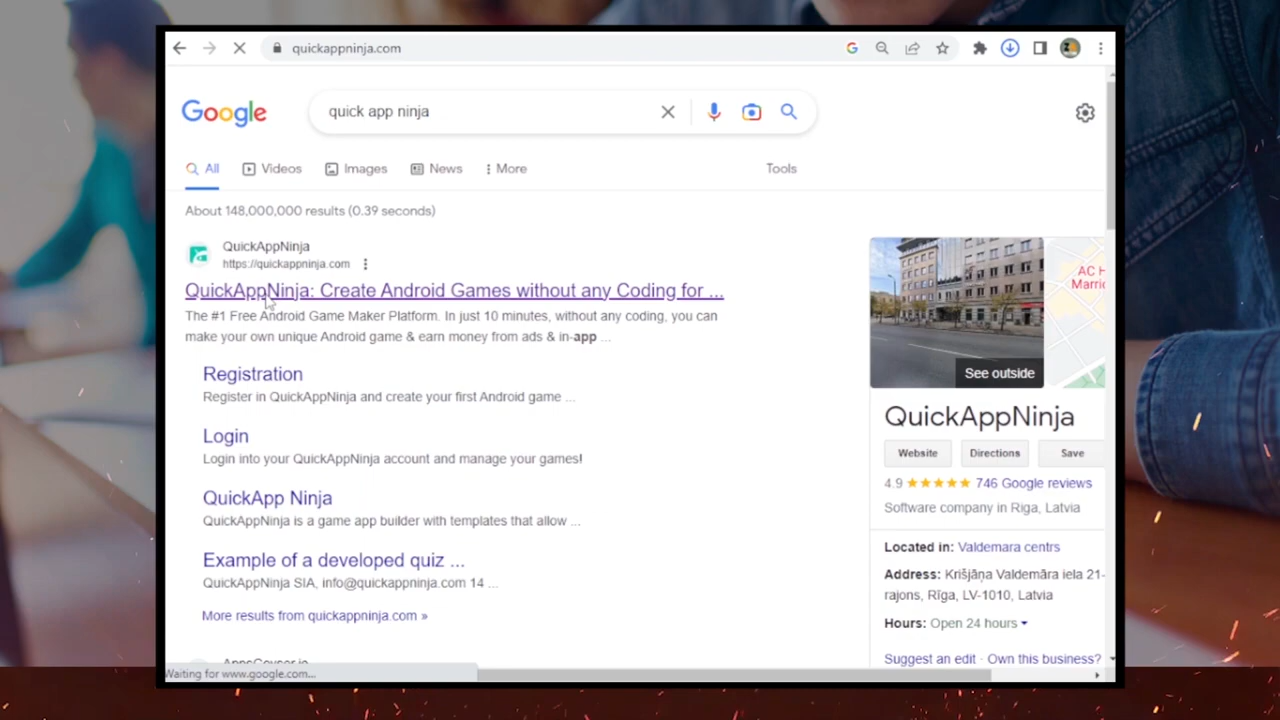 quickappninja.com
Google
quick app ninja
All
Videos
Images
News
More
Tools
About 148,000,000 results (0.39 seconds)
QuickAppNinja
https://quickappninja.com
QuickAppNinja: Create Android Games without any Coding for ...
The #1 Free Android Game Maker Platform. In just 10 minutes, without any coding, you can
make your own unique Android game & earn money from ads & in-app ...
Registration
Register in QuickAppNinja and create your first Android game ...
Login
Login into your QuickAppNinja account and manage your games!
QuickApp Ninja
QuickAppNinja is a game app builder with templates that allow ...
Example of a developed quiz ...
QuickAppNinja SIA, info@quickappninja.com 14 ...
More results from quickappninja.com »
Waiting for www.google.com...
AC H
Marric
See outside
QuickAppNinja
Website
Directions
Save
4.9
746 Google reviews
Software company in Riga, Latvia
Located in: Valdemara centrs
Address: Krišjāņa Valdemāra iela 21-
rajons, Rīga, LV-1010, Latvia
Hours: Open 24 hours
Suggest an edit · Own this business?